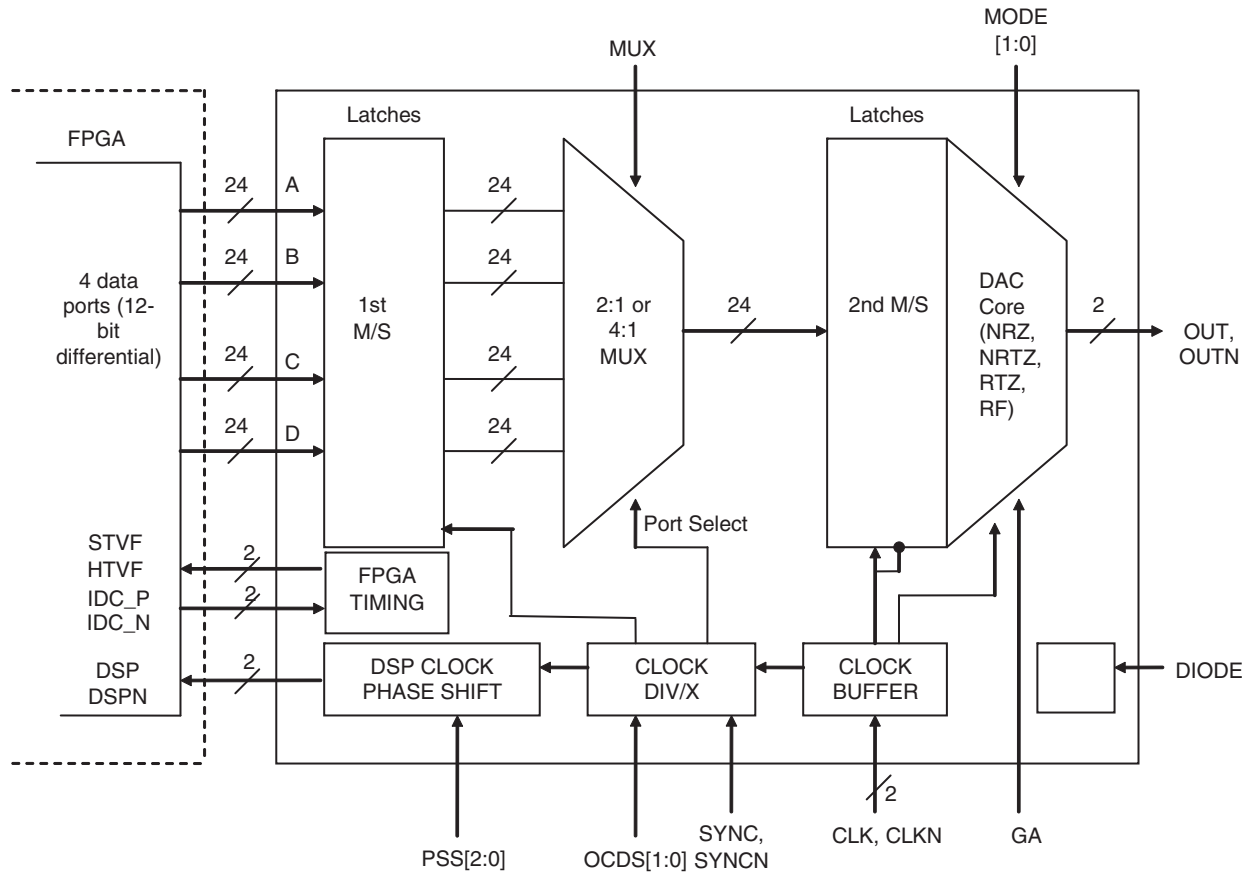 MUX
MODE
[1:0]
Latches
Latches
FPGA
24
A
24
24
B
24
4 data
ports (12-
bit
differential)
1st
M/S
2:1 or
4:1
MUX
24
2nd M/S
DAC
Core
(NRZ,
NRTZ,
RTZ,
RF)
2
OUT,
OUTN
24
C
24
24
D
24
Port Select
STVF
HTVF
2
FPGA
TIMING
IDC_P
IDC_N
2
DSP
DSPN
2
DSP CLOCK
PHASE SHIFT
CLOCK
DIV/X
CLOCK
BUFFER
DIODE
2
PSS[2:0]
OCDS[1:0]
SYNC,
SYNCN
CLK, CLKN
GA